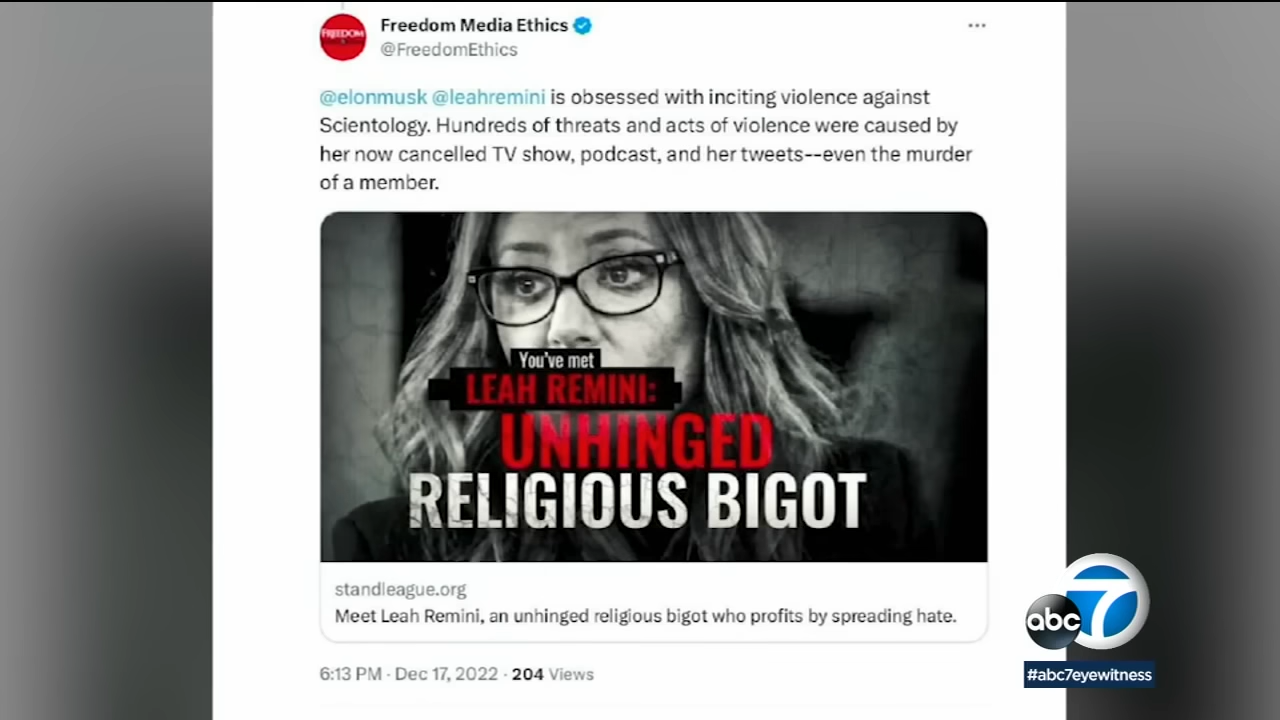 FREEDOM
Freedom Media Ethics
@FreedomEthics
@elonmusk @leahremini is obsessed with inciting violence against
Scientology. Hundreds of threats and acts of violence were caused by
her now cancelled TV show, podcast, and her tweets--even the murder
of a member.
You've met
LEAH REMINI:
UNHINGED
RELIGIOUS BIGOT
standleague.org
Meet Leah Remini, an unhinged religious bigot who profits by spreading hate.
6:13 PM · Dec 17, 2022 · 204 Views
abc 7
#abc7eyewitness